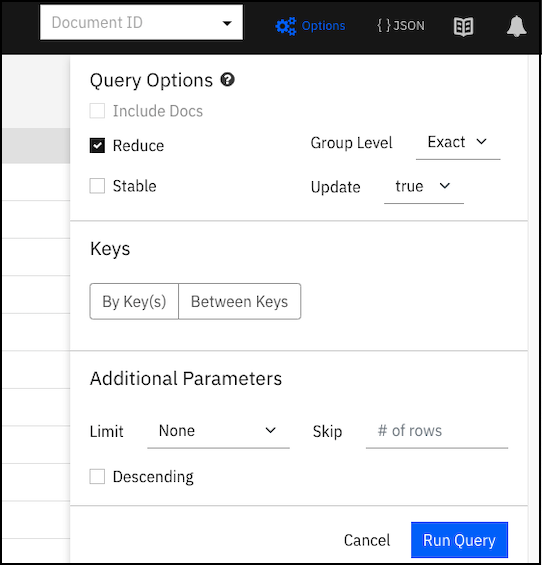 Document ID Options { } JSON
Query Options ?
Include Docs
Reduce Group Level Exact
Stable Update true
Keys
By Key(s) Between Keys
Additional Parameters
Limit None Skip # of rows
Descending
Cancel Run Query